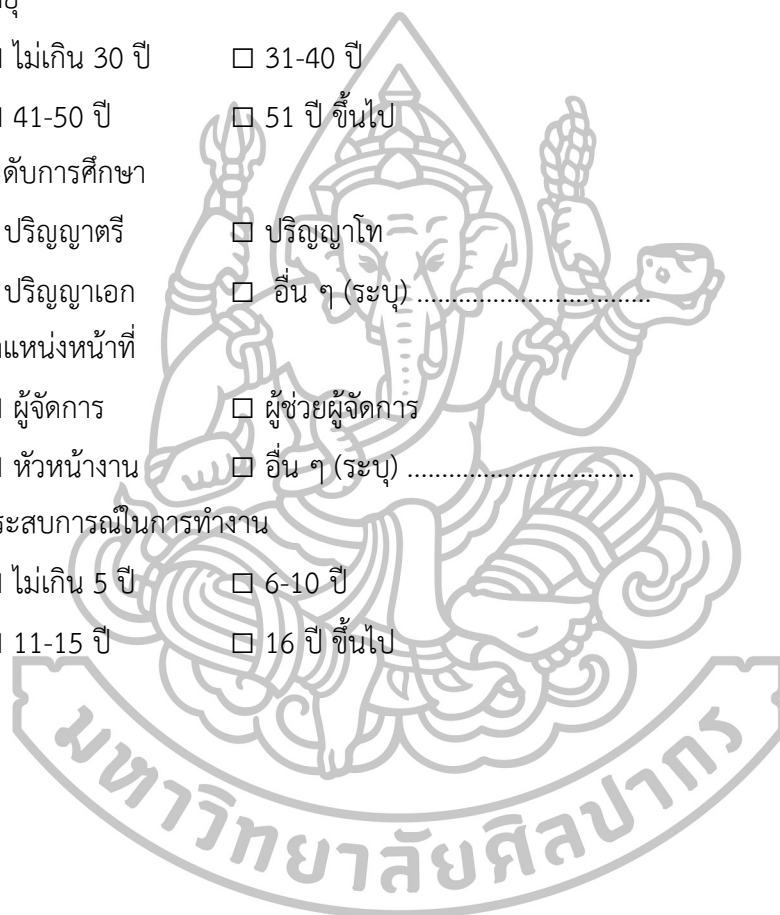 ไม่เกิน 30 ปี ☐ 31-40 ปี
41-50 ปี ☐ 51 ปี ขึ้นไป
ะดับการศึกษา
ปริญญาตรี ☐ ปริญญาโท
ปริญญาเอก ☐ อื่น ๆ (ระบุ) ..................................
แหน่งหน้าที่
ผู้จัดการ ☐ ผู้ช่วยผู้จัดการ
หัวหน้างาน ☐ อื่น ๆ (ระบุ) .................................
ระสบการณ์ในการทำงาน
ไม่เกิน 5 ปี ☐ 6-10 ปี
11-15 ปี ☐ 16 ปี ขึ้นไป
มหาวิทยาลัยศิลปากร